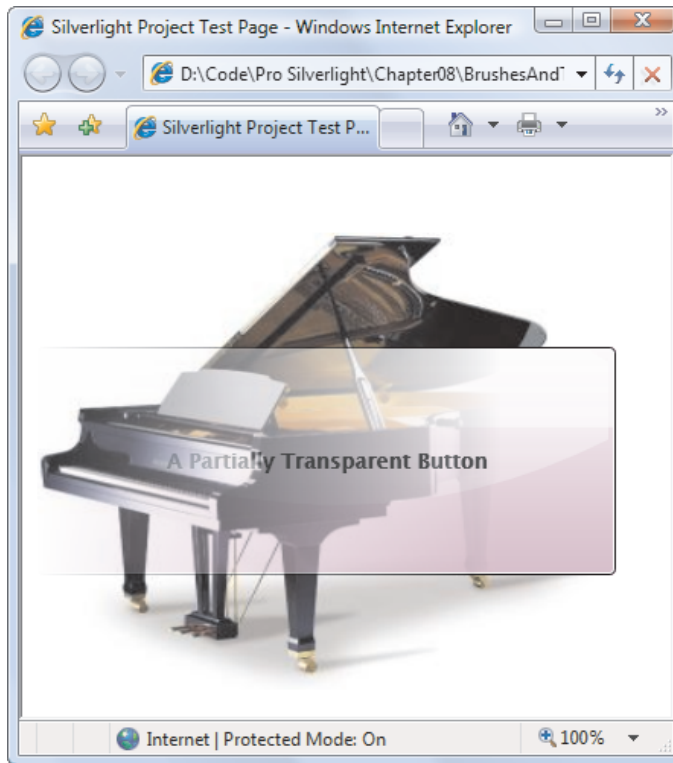 Silverlight Project Test Page - Windows Internet Explorer
D:\Code\Pro Silverlight\Chapter08\BrushesAndT
Silverlight Project Test P...
A Partially Transparent Button
Internet | Protected Mode: On
100%